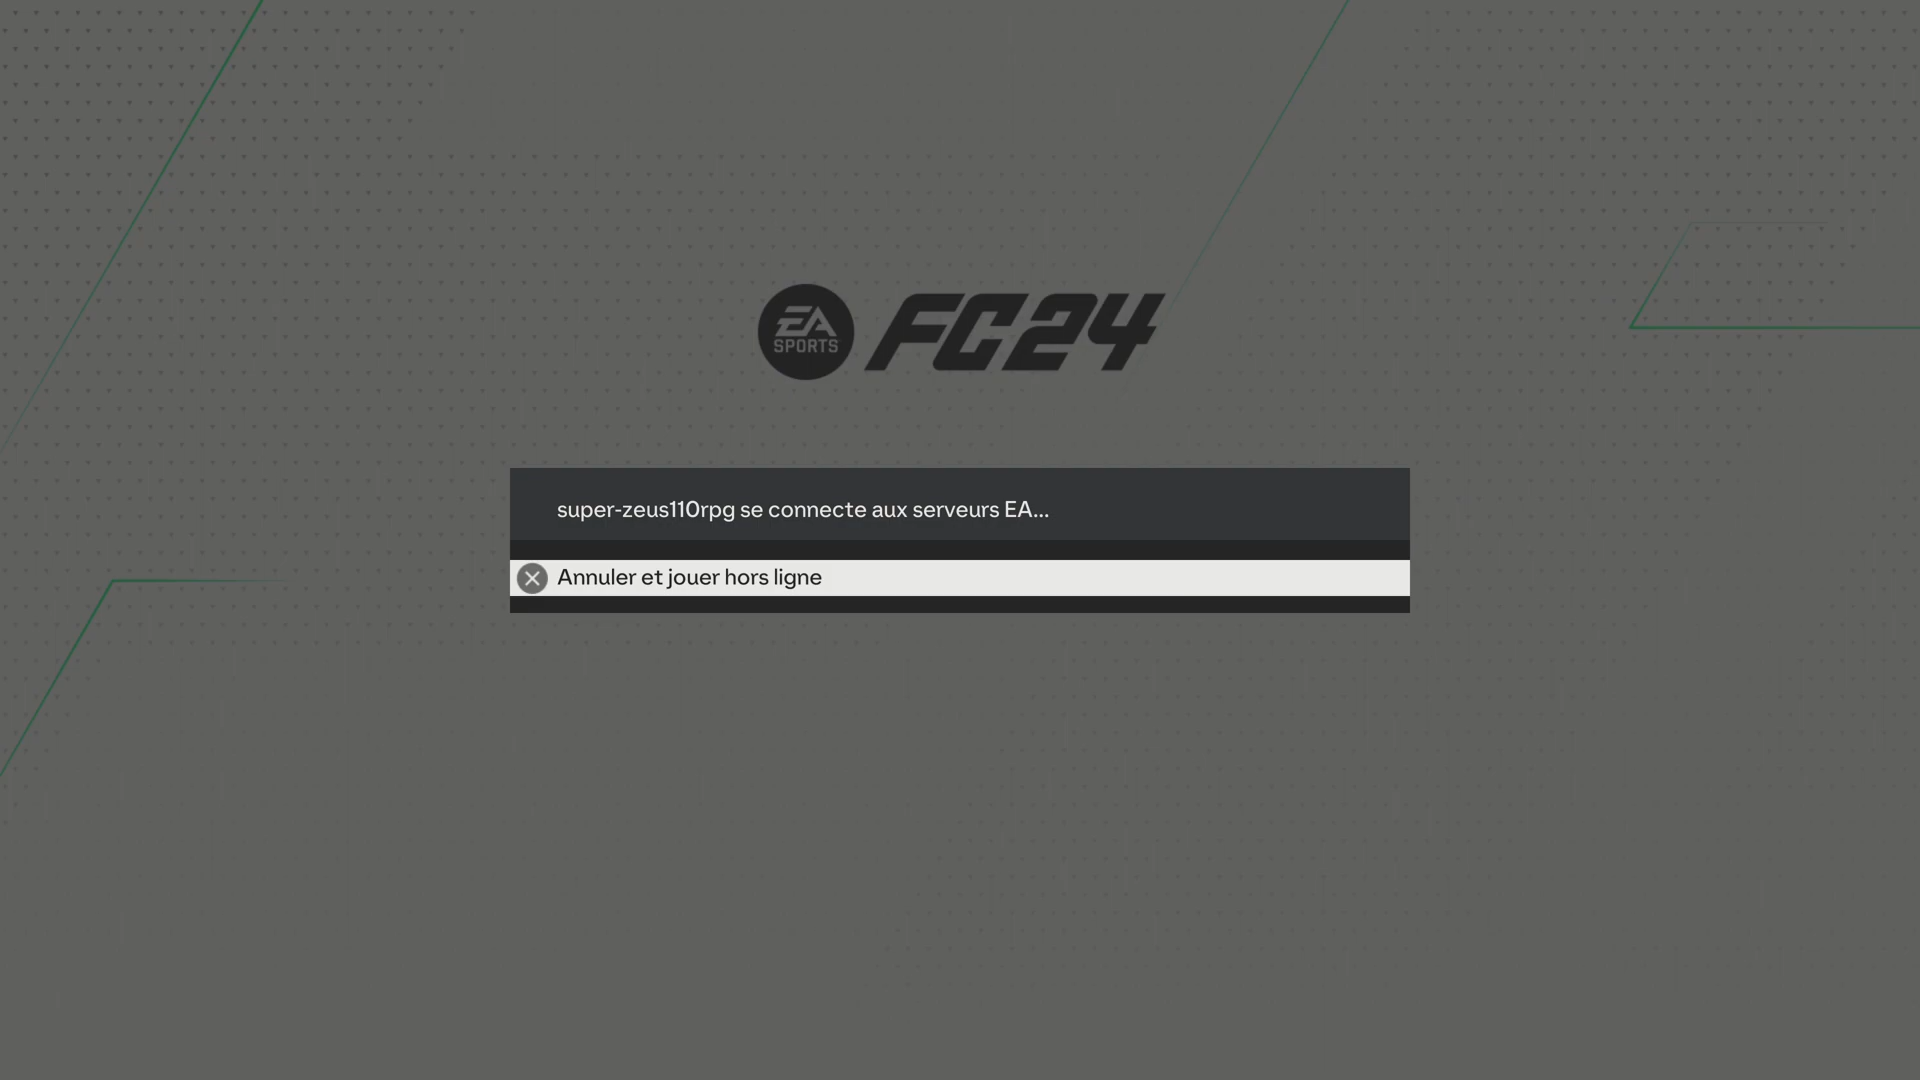 EA
SPORTS
FC24
super-zeus110rpg se connecte aux serveurs EA...
Annuler et jouer hors ligne